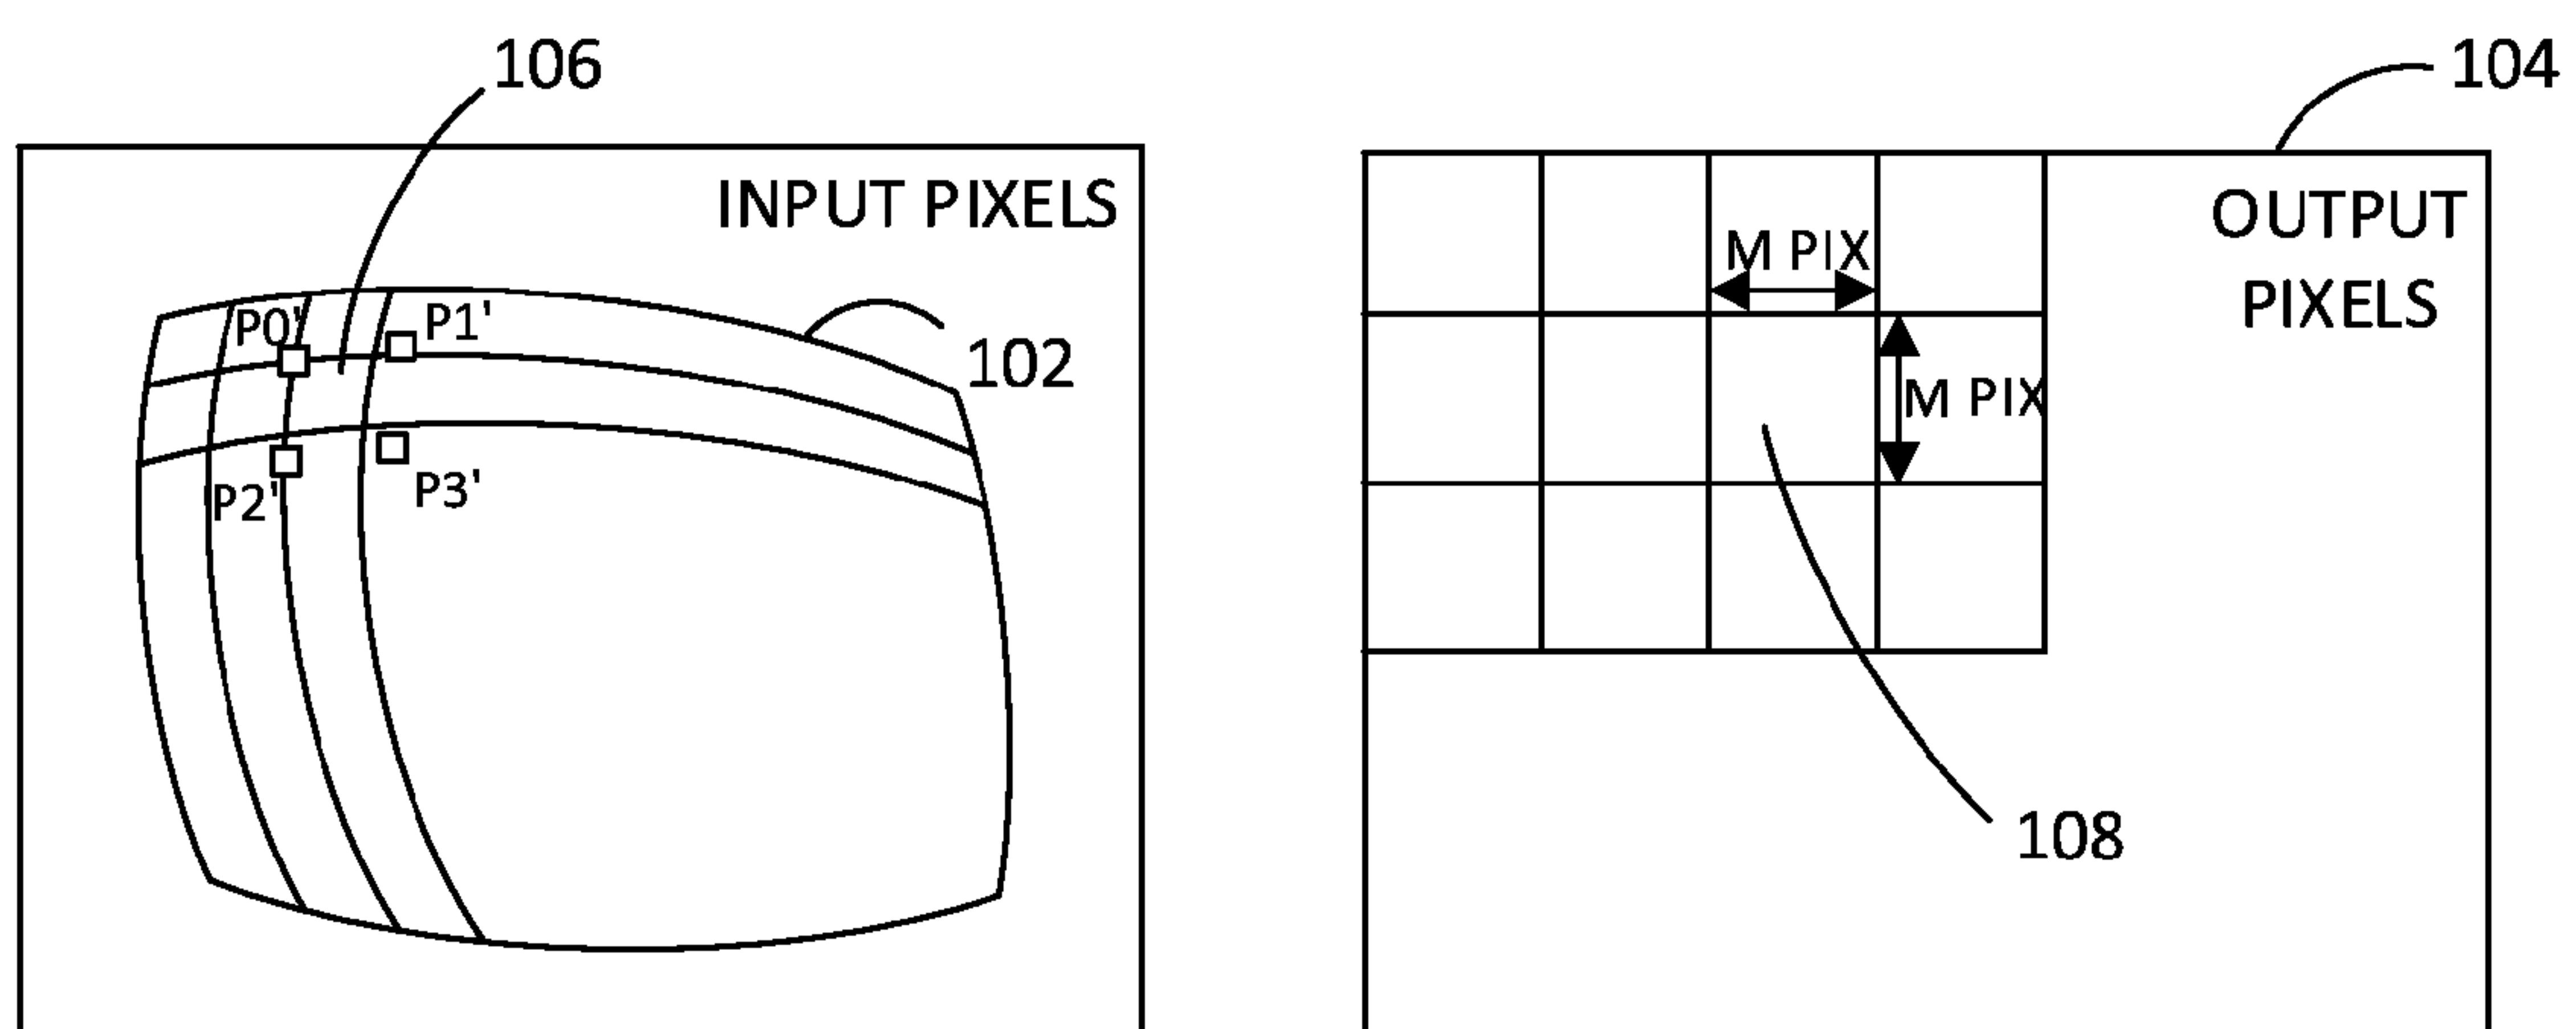 106
104
INPUT PIXELS
OUTPUT
PIXELS
M PIX
P0'
P1'
102
M PIX
P2'
P3'
108